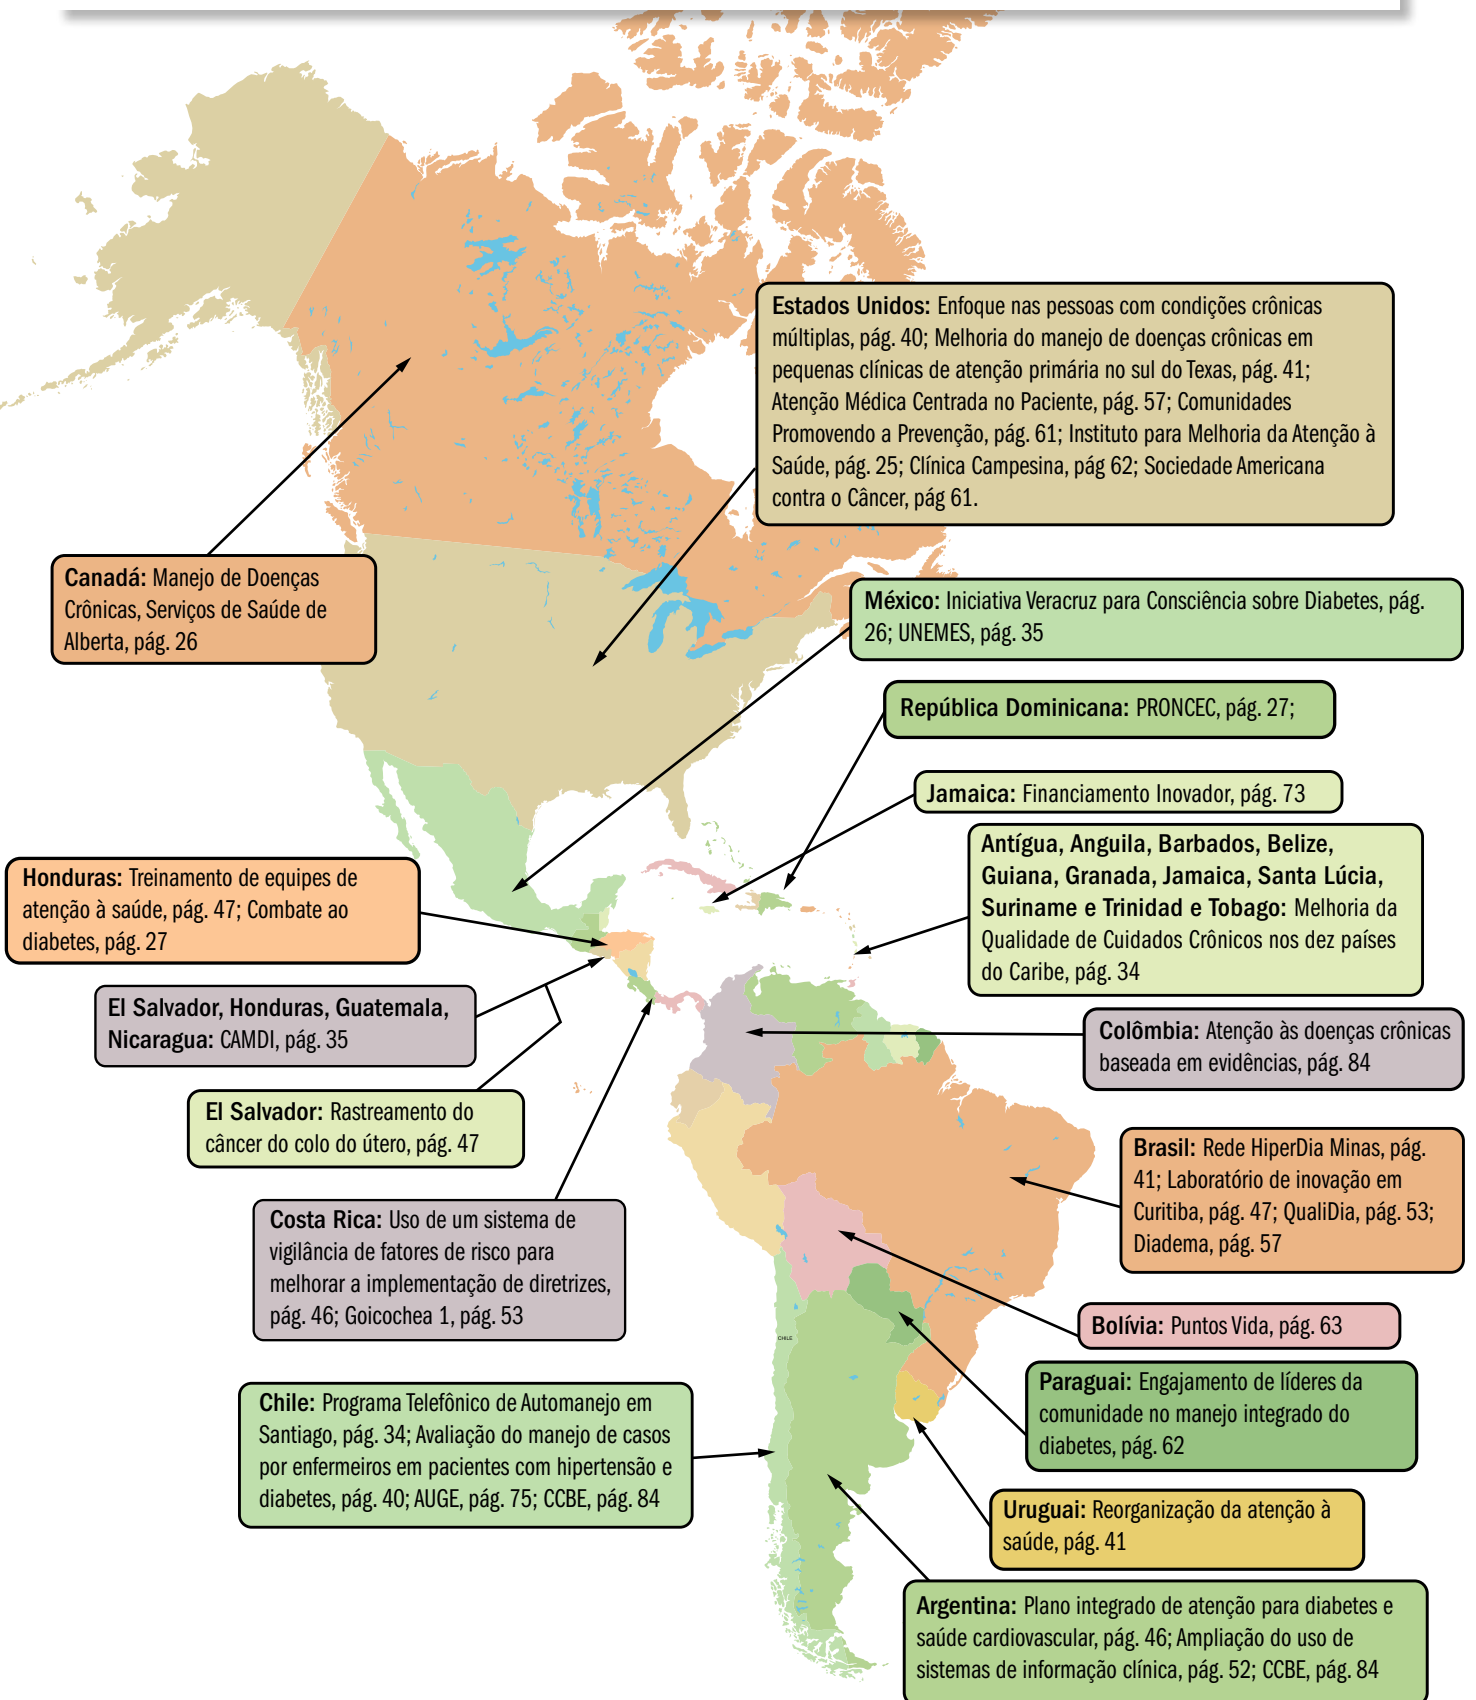 Estados Unidos: Enfoque nas pessoas com condições crônicas
múltiplas, pág. 40; Melhoria do manejo de doenças crônicas em
pequenas clínicas de atenção primária no sul do Texas, pág. 41;
Atenção Médica Centrada no Paciente, pág. 57; Comunidades
Promovendo a Prevenção, pág. 61; Instituto para Melhoria da Atenção à
Saúde, pág. 25; Clínica Campesina, pág 62; Sociedade Americana
contra o Câncer, pág 61.
Canadá: Manejo de Doenças
Crônicas, Serviços de Saúde de
Alberta, pág. 26
México: Iniciativa Veracruz para Consciência sobre Diabetes, pág.
26; UNEMES, pág. 35
República Dominicana: PRONCEC, pág. 27;
Jamaica: Financiamento Inovador, pág. 73
Antígua, Anguila, Barbados, Belize,
Guiana, Granada, Jamaica, Santa Lúcia,
Suriname e Trinidad e Tobago: Melhoria da
Qualidade de Cuidados Crônicos nos dez países
do Caribe, pág. 34
Honduras: Treinamento de equipes de
atenção à saúde, pág. 47; Combate ao
diabetes, pág. 27
El Salvador, Honduras, Guatemala,
Nicaragua: CAMDI, pág. 35
Colômbia: Atenção às doenças crônicas
baseada em evidências, pág. 84
El Salvador: Rastreamento do
câncer do colo do útero, pág. 47
Brasil: Rede HiperDia Minas, pág.
41; Laboratório de inovação em
Curitiba, pág. 47; QualiDia, pág. 53;
Diadema, pág. 57
Costa Rica: Uso de um sistema de
vigilância de fatores de risco para
melhorar a implementação de diretrizes,
pág. 46; Goicochea 1, pág. 53
Bolívia: Puntos Vida, pág. 63
CHILE
Paraguai: Engajamento de líderes da
comunidade no manejo integrado do
diabetes, pág. 62
Chile: Programa Telefônico de Automanejo em
Santiago, pág. 34; Avaliação do manejo de casos
por enfermeiros em pacientes com hipertensão e
diabetes, pág. 40; AUGE, pág. 75; CCBE, pág. 84
Uruguai: Reorganização da atenção à
saúde, pág. 41
Argentina: Plano integrado de atenção para diabetes e
saúde cardiovascular, pág. 46; Ampliação do uso de
sistemas de informação clínica, pág. 52; CCBE, pág. 84